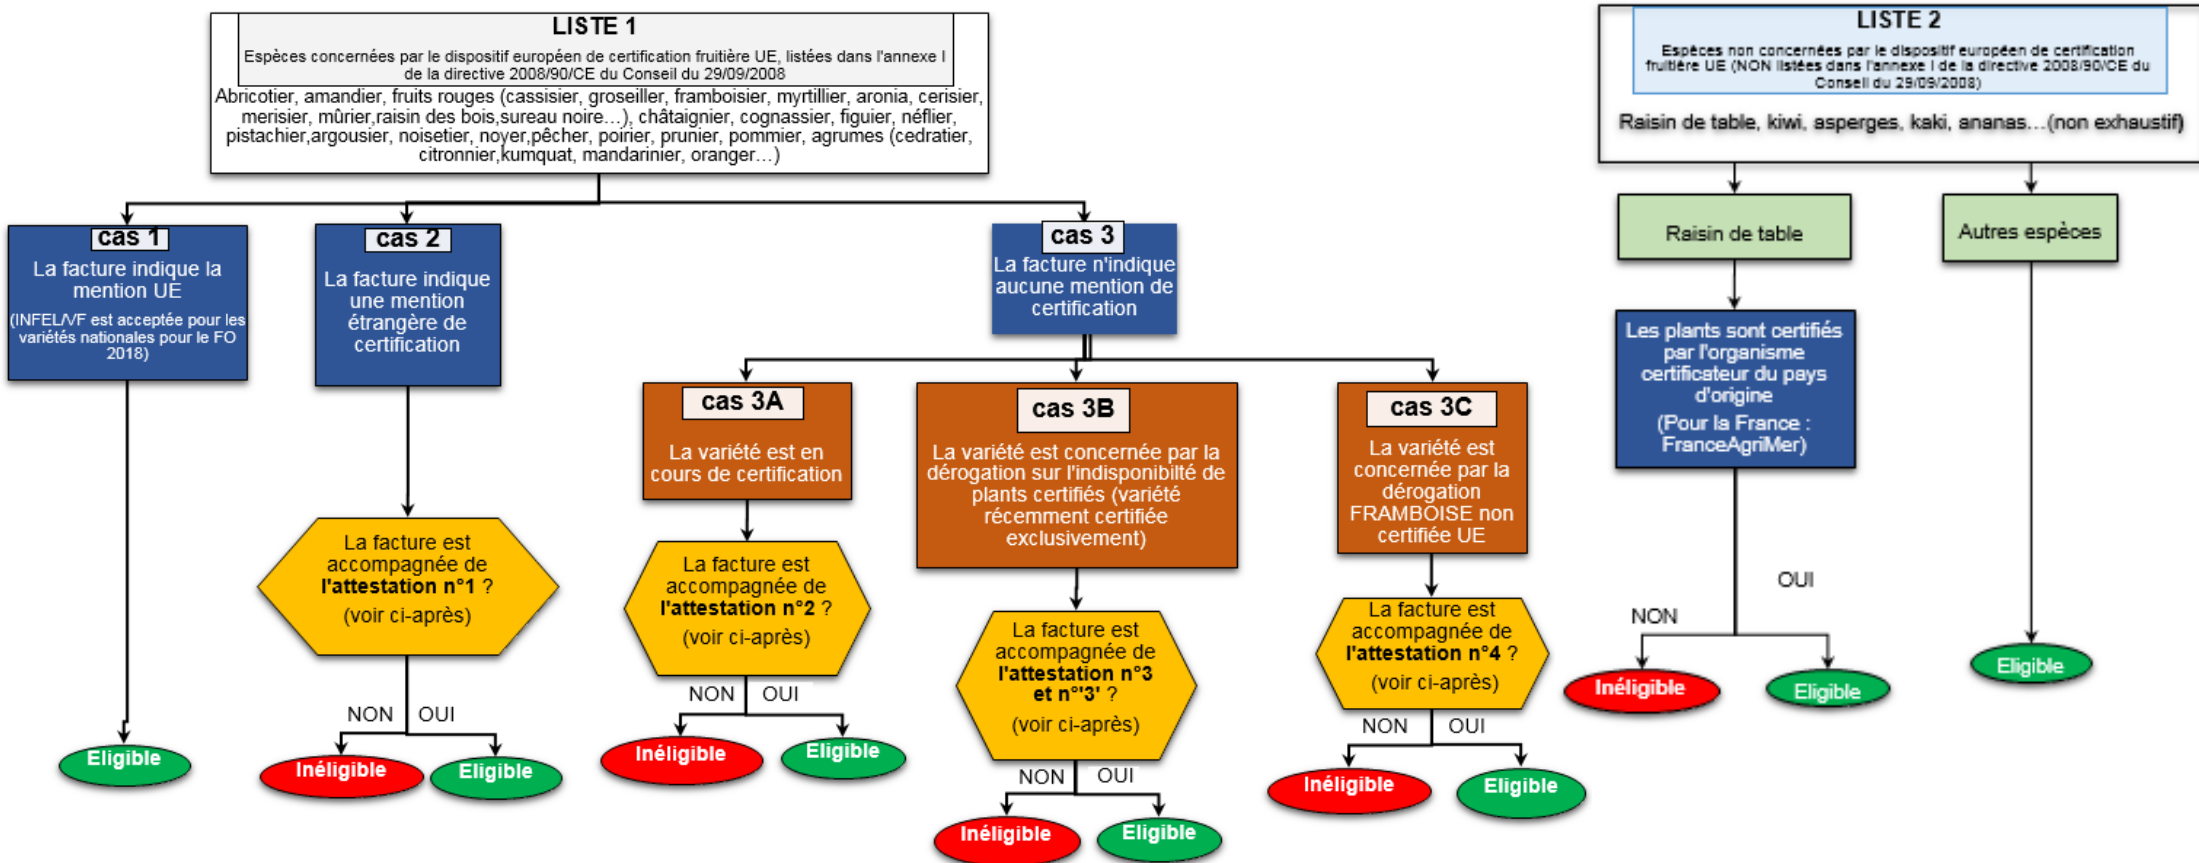 LISTE 1
Espèces concernées par le dispositif européen de certification fruitière UE, listées dans l'annexe I
de la directive 2008/90/CE du Conseil du 29/09/2008
Abricotier, amandier, fruits rouges (cassisier, groseiller, framboisier, myrtillier, aronia, cerisier,
merisier, mûrier,raisin des bois,sureau noire…), châtaignier, cognassier, figuier, néflier,
pistachier,argousier, noisetier, noyer,pêcher, poirier, prunier, pommier, agrumes (cedratier,
citronnier,kumquat, mandarinier, oranger…)
LISTE 2
Espèces non concernées par le dispositif européen de certification
fruitière UE (NON listées dans l'annexe I de la directive 2008/90/CE du
Conseil du 29/09/2008)
Raisin de table, kiwi, asperges, kaki, ananas…(non exhaustif)
cas 1
La facture indique la
mention UE
(INFEL/VF est acceptée pour les
variétés nationales pour le FO
2018)
Eligible
cas 2
La facture indique
une mention
étrangère de
certification
La facture est
accompagnée de
l'attestation n°1 ?
(voir ci-après)
NON
OUI
Inéligible
Eligible
cas 3
La facture n'indique
aucune mention de
certification
cas 3A
La variété est en
cours de certification
La facture est
accompagnée de
l'attestation n°2 ?
(voir ci-après)
NON
OUI
Inéligible
Eligible
cas 3B
La variété est concernée par la
dérogation sur l'indisponibilté de
plants certifiés (variété
récemment certifiée
exclusivement)
La facture est
accompagnée de
l'attestation n°3
et n°'3' ?
(voir ci-après)
NON
OUI
Inéligible
Eligible
cas 3C
La variété est
concernée par la
dérogation
FRAMBOISE non
certifiée UE
La facture est
accompagnée de
l'attestation n°4 ?
(voir ci-après)
NON
OUI
Inéligible
Eligible
Raisin de table
Les plants sont certifiés
par l'organisme
certificateur du pays
d'origine
(Pour la France :
FranceAgriMer)
NON
OUI
Inéligible
Eligible
Autres espèces
Eligible